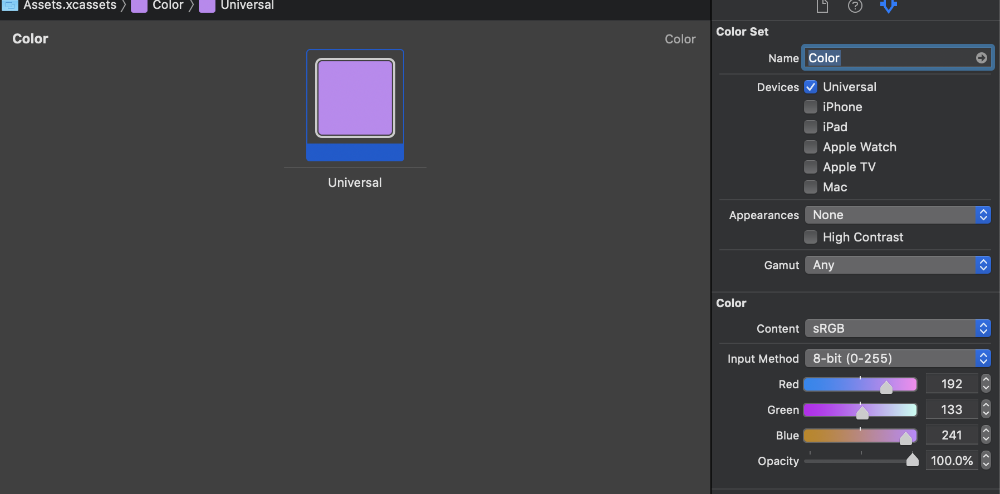 Assets.xcassets 〉 Color 〉 Universal
Color
Color
Universal
Color Set
Name Color
Devices Universal
iPhone
iPad
Apple Watch
Apple TV
Mac
Appearances None
High Contrast
Gamut Any
Color
Content sRGB
Input Method 8-bit (0-255)
Red 192
Green 133
Blue 241
Opacity 100.0%